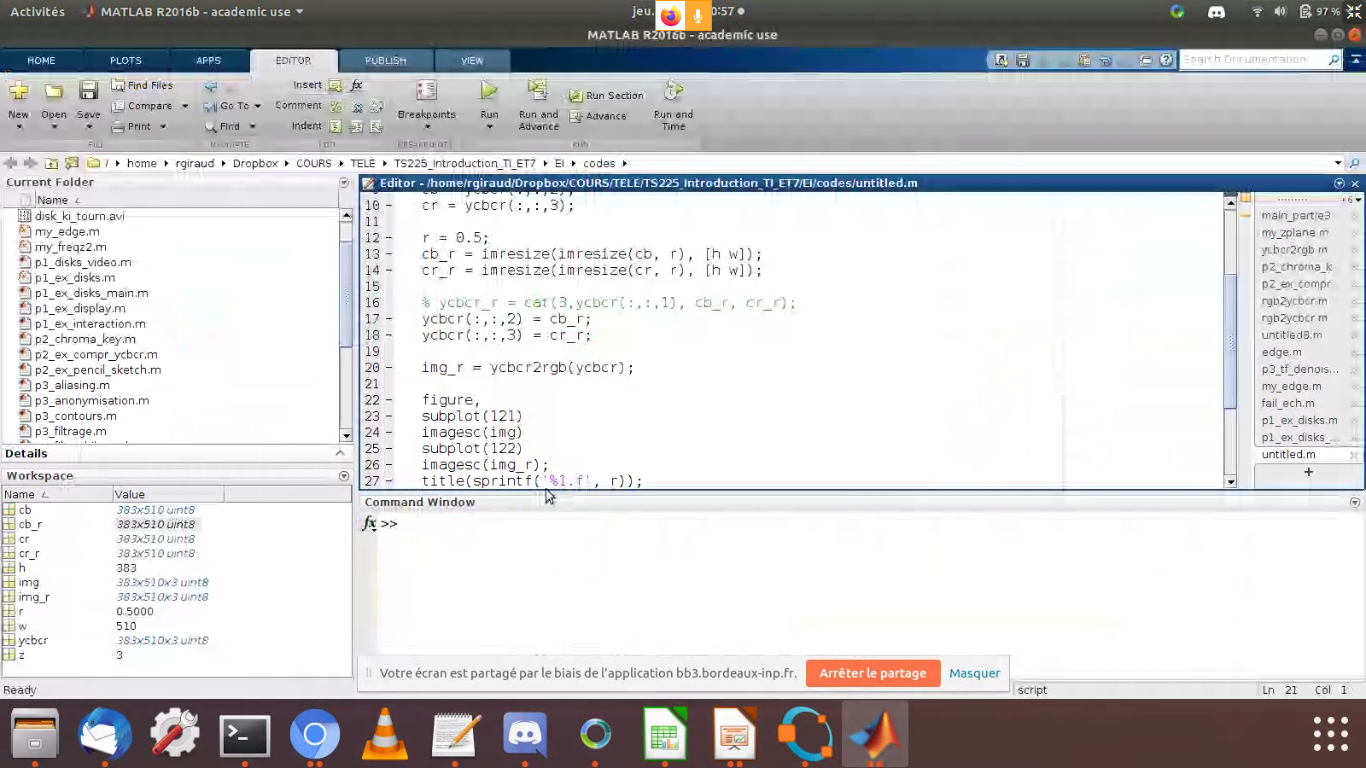 Activités MATLAB R2016b - academic use jeu. :57 97 %
MATLAB R2016b - academic use
HOME PLOTS APPS EDITOR PUBLISH VIEW Search Documentation
New Open Save Find Files Compare Print Go To Find Insert Comment Indent fx Breakpoints Run Run and Advance Run Section Advance Run and Time
FILE NAVIGATE EDIT BREAKPOINTS RUN
/ home rgiraud Dropbox COURS TELE TS225_Introduction_TI_ET7 EI codes
Current Folder
Name
disk_ki_tourn.avi
my_edge.m
my_freqz2.m
p1_disks_video.m
p1_ex_disks.m
p1_ex_disks_main.m
p1_ex_display.m
p1_ex_interaction.m
p2_chroma_key.m
p2_ex_compr_ycbcr.m
p2_ex_pencil_sketch.m
p3_aliasing.m
p3_anonymisation.m
p3_contours.m
p3_filtrage.m
Details
Workspace
Name Value
cb 383x510 uint8
cb_r 383x510 uint8
cr 383x510 uint8
cr_r 383x510 uint8
h 383
img 383x510x3 uint8
img_r 383x510x3 uint8
r 0.5000
w 510
ycbcr 383x510x3 uint8
z 3
Editor - /home/rgiraud/Dropbox/COURS/TELE/TS225_Introduction_TI_ET7/EI/codes/untitled.m
10 cr = ycbcr(:,:,3);
11
12 r = 0.5;
13 cb_r = imresize(imresize(cb, r), [h w]);
14 cr_r = imresize(imresize(cr, r), [h w]);
15
16 % ycbcr_r = cat(3,ycbcr(:,:,1), cb_r, cr_r);
17 ycbcr(:,:,2) = cb_r;
18 ycbcr(:,:,3) = cr_r;
19
20 img_r = ycbcr2rgb(ycbcr);
21
22 figure,
23 subplot(121)
24 imagesc(img)
25 subplot(122)
26 imagesc(img_r);
27 title(sprintf('%1.f', r));
+6
main_partie3
my_zplane.m
ycbcr2rgb.m
p2_chroma_k
p2_ex_compr
rgb2ycbcr.m
rgb2ycbcr.m
untitled8.m
edge.m
p3_tf_denois...
my_edge.m
fail_ech.m
p1_ex_disks.m
p1_ex_disks_...
untitled.m
+
Command Window
fx >>
Votre écran est partagé par le biais de l'application bb3.bordeaux-inp.fr. Arrêter le partage Masquer
Ready script Ln 21 Col 1